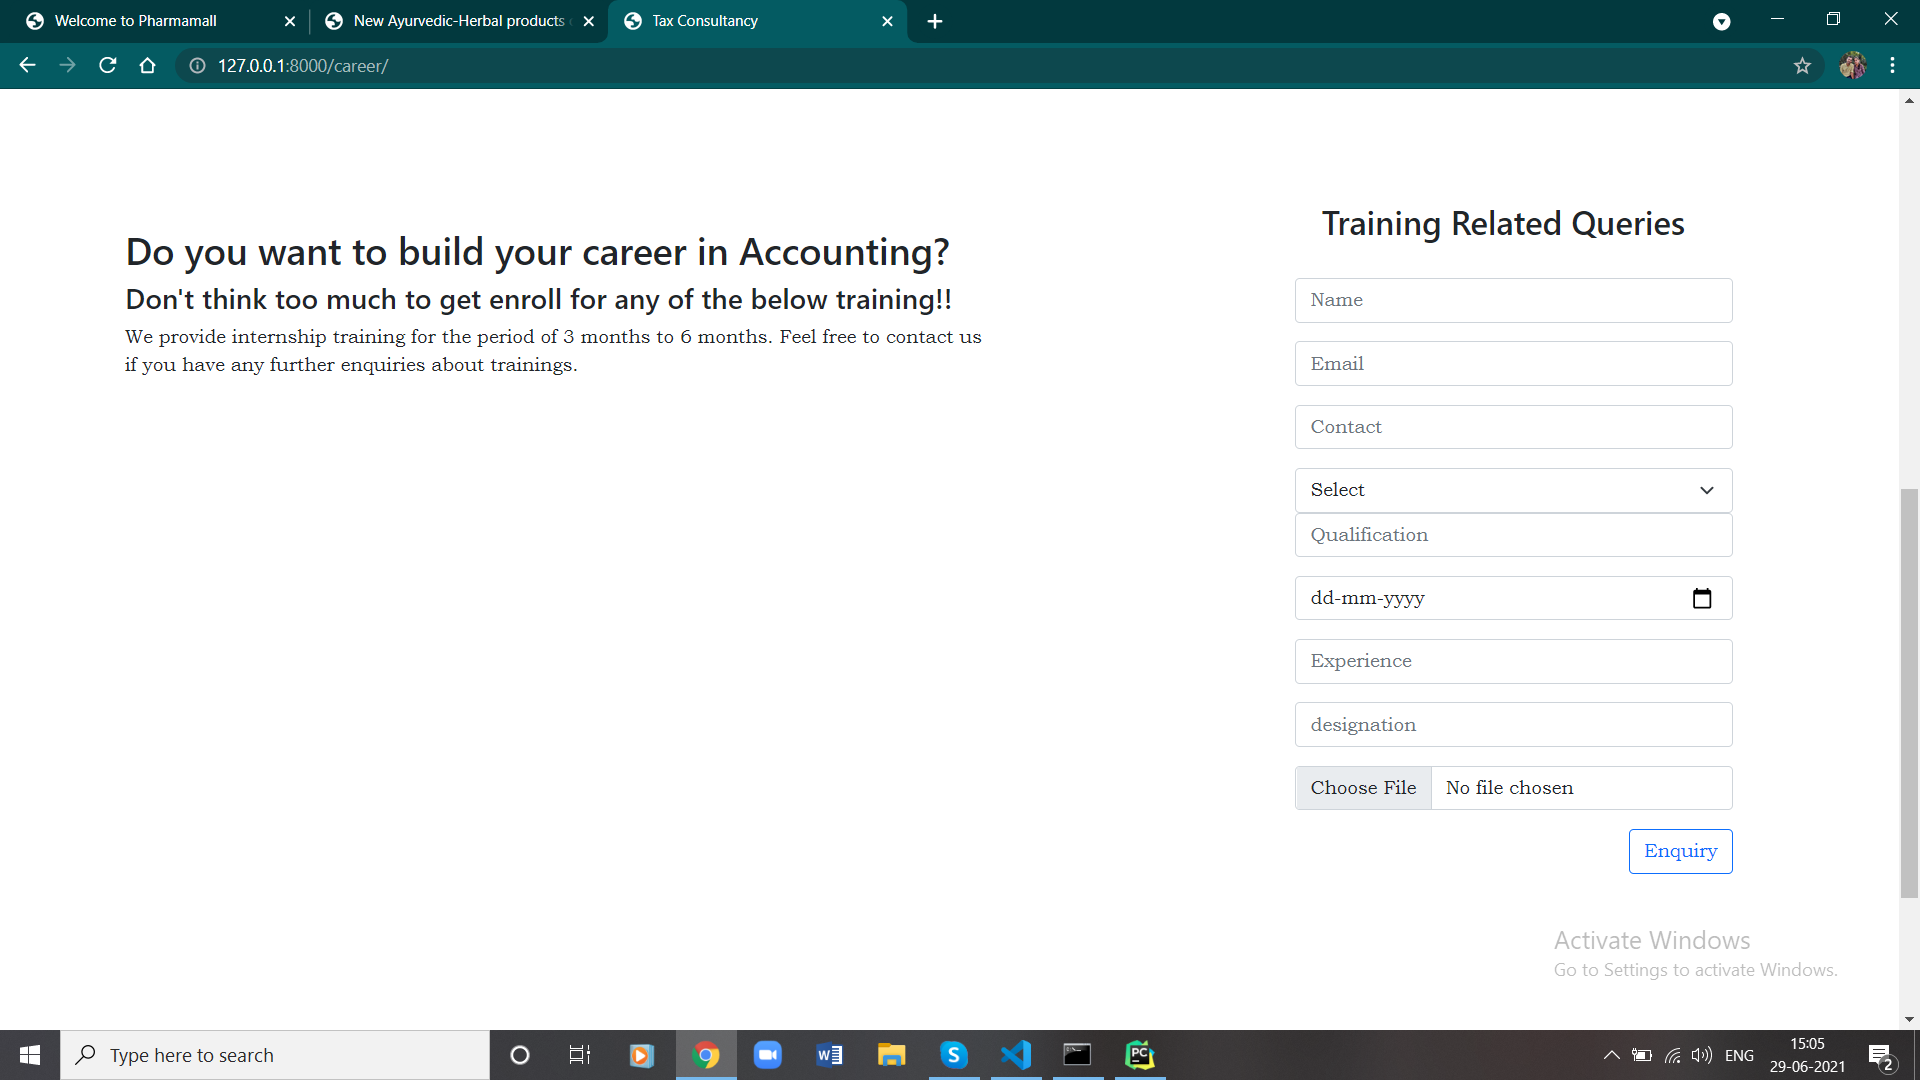 Welcome to Pharmamall
New Ayurvedic-Herbal products
Tax Consultancy
127.0.0.1:8000/career/
Do you want to build your career in Accounting?
Don't think too much to get enroll for any of the below training!!
We provide internship training for the period of 3 months to 6 months. Feel free to contact us
if you have any further enquiries about trainings.
Training Related Queries
Name
Email
Contact
Select
Qualification
dd-mm-yyyy
Experience
designation
Choose File No file chosen
Enquiry
Activate Windows
Go to Settings to activate Windows.
Type here to search
ENG
15:05
29-06-2021
2